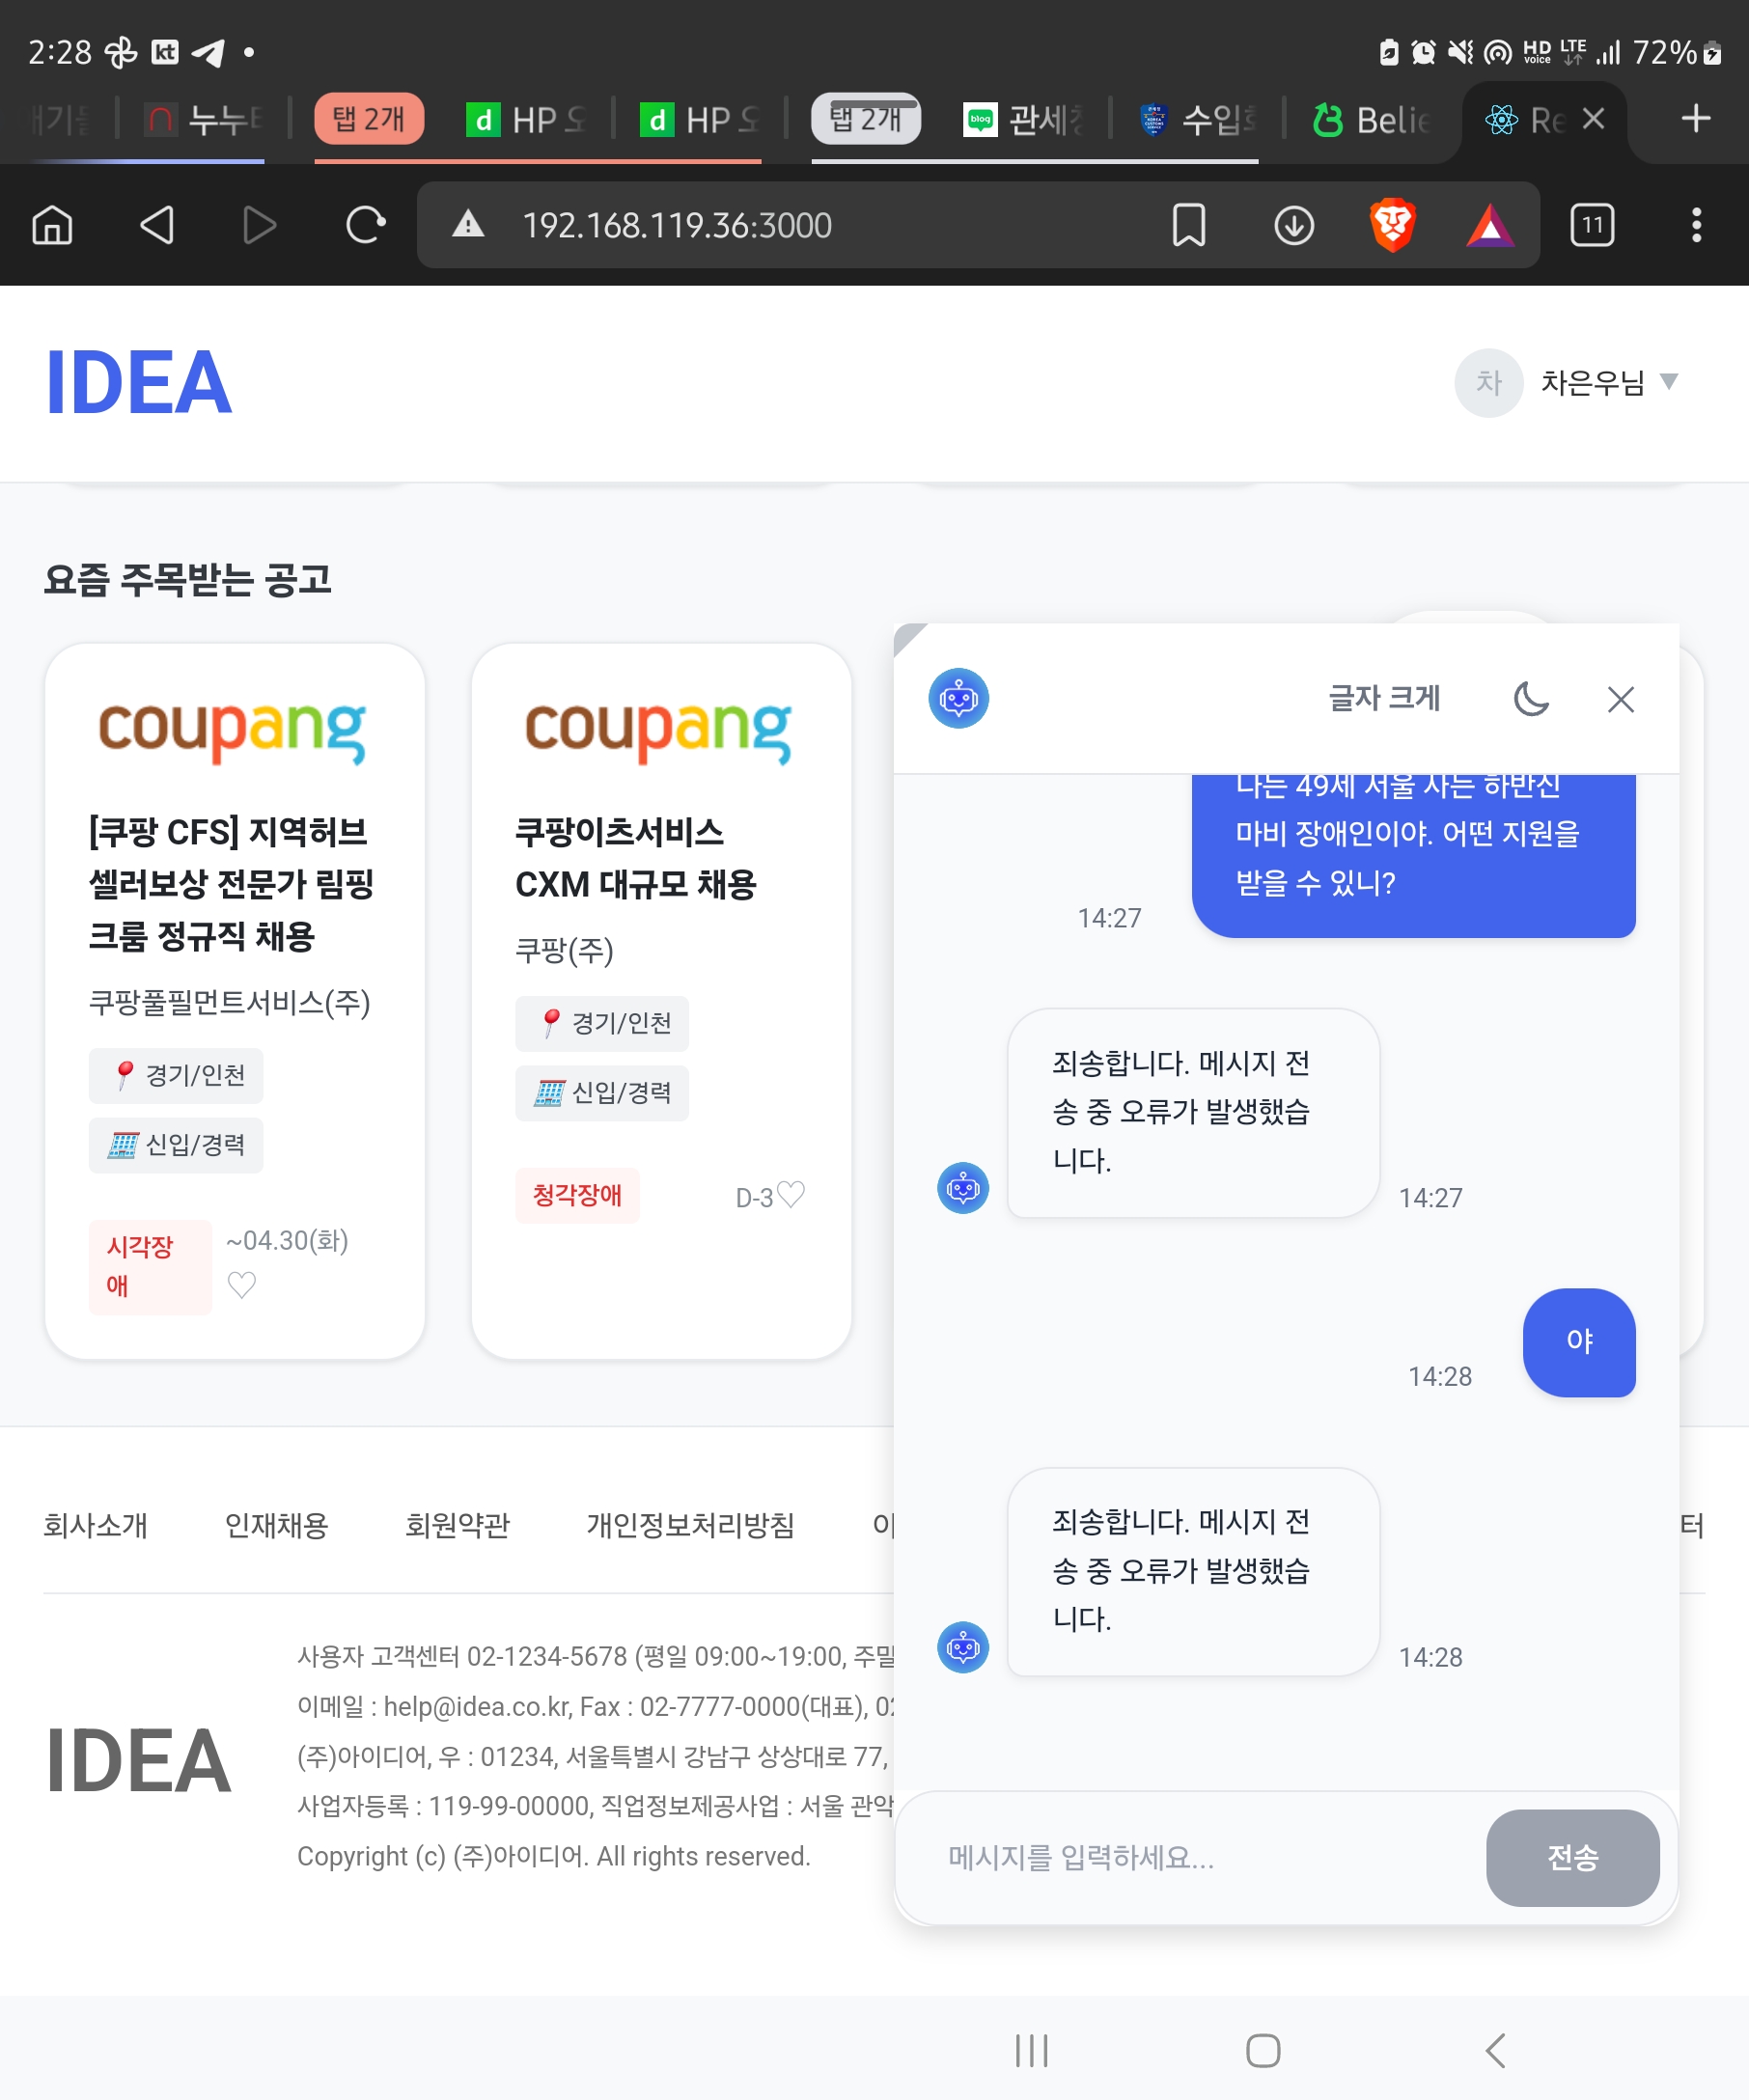 2:28 kt HD voice LTE 72%
탭 2개 HP 탭 2개 blog 관세 수입 Belie Re
192.168.119.36:3000 11
IDEA 차 차은우님
요즘 주목받는 공고
coupang
[쿠팡 CFS] 지역허브
셀러보상 전문가 림핑
크룸 정규직 채용
쿠팡풀필먼트서비스(주)
경기/인천
신입/경력
시각장
애
~04.30(화)
coupang
쿠팡이츠서비스
CXM 대규모 채용
쿠팡(주)
경기/인천
신입/경력
청각장애 D-3
글자 크게
나는 49세 서울 사는 하반신
마비 장애인이야. 어떤 지원을
받을 수 있니?
14:27
죄송합니다. 메시지 전
송 중 오류가 발생했습
니다.
14:27
야
14:28
죄송합니다. 메시지 전
송 중 오류가 발생했습
니다.
14:28
메시지를 입력하세요... 전송
회사소개 인재채용 회원약관 개인정보처리방침 터
IDEA
사용자 고객센터 02-1234-5678 (평일 09:00~19:00, 주말
이메일 : help@idea.co.kr, Fax : 02-7777-0000(대표), 02
(주)아이디어, 우 : 01234, 서울특별시 강남구 상상대로 77,
사업자등록 : 119-99-00000, 직업정보제공사업 : 서울 관악
Copyright (c) (주)아이디어. All rights reserved.